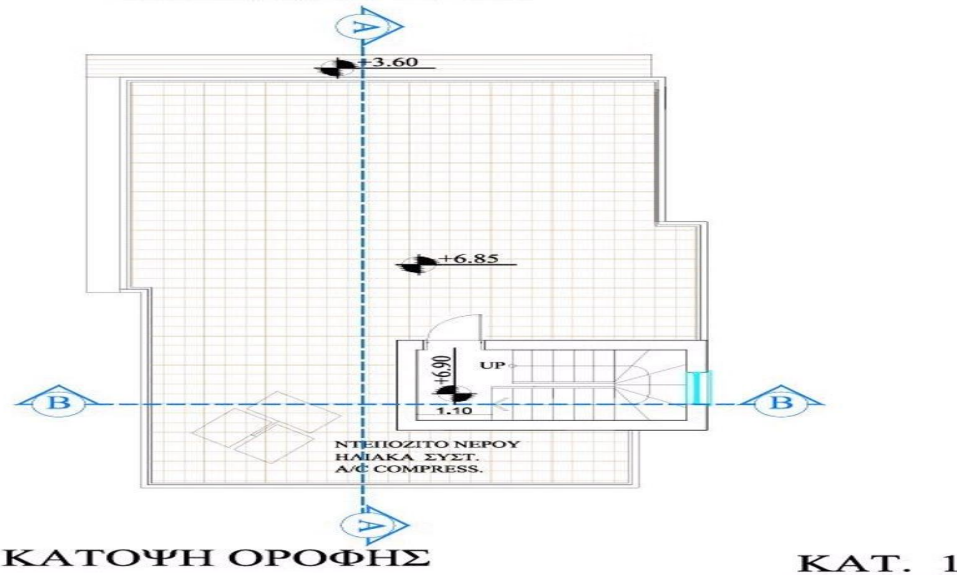 A
+3.60
+6.85
+6.90
UP
B
B
1.10
ΝΤΕΠΟΖΙΤΟ ΝΕΡΟΥ
ΗΛΙΑΚΑ ΣΥΣΤ.
A/C COMPRESS.
A
ΚΑΤΟΨΗ ΟΡΟΦΗΣ
ΚΑΤ. 1